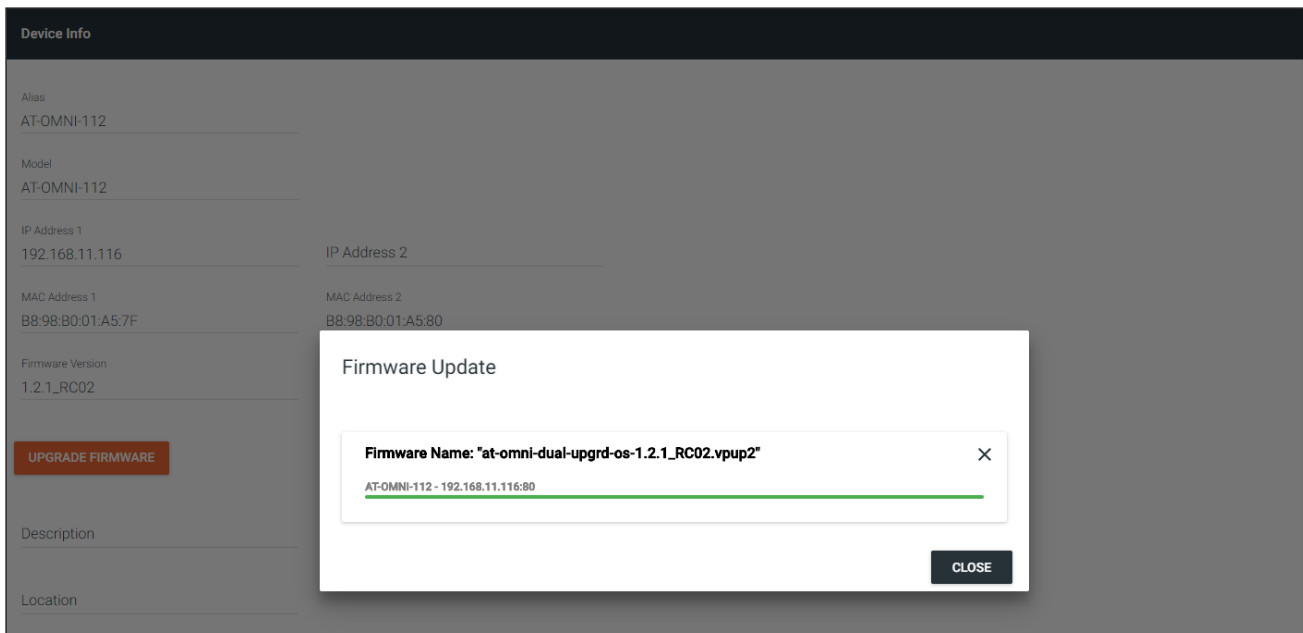 Device Info
Alias
AT-OMNI-112
Model
AT-OMNI-112
IP Address 1
192.168.11.116
IP Address 2
MAC Address 1
B8:98:B0:01:A5:7F
MAC Address 2
B8:98:B0:01:A5:80
Firmware Version
1.2.1_RC02
UPGRADE FIRMWARE
Description
Location
Firmware Update
Firmware Name: "at-omni-dual-upgrd-os-1.2.1_RC02.vpup2"
AT-OMNI-112 - 192.168.11.116:80
CLOSE